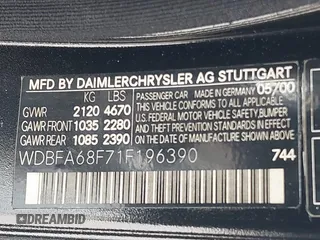 MFD BY DAIMLERCHRYSLER AG STUTTGART
KG LBS
GVWR 2120 4670
GAWR FRONT 1035 2280
GAWR REAR 1085 2390
PASSENGER CAR 05/00
MADE IN GERMANY
THIS VEHICLE CONFORMS TO ALL APPLICABLE
U.S. FEDERAL MOTOR VEHICLE SAFETY, BUMPER
AND THEFT PREVENTION STANDARDS IN EFFECT
ON THE DATE OF MANUFACTURE SHOWN ABOVE
WDBFA68F71F196390 744
DREAMBID